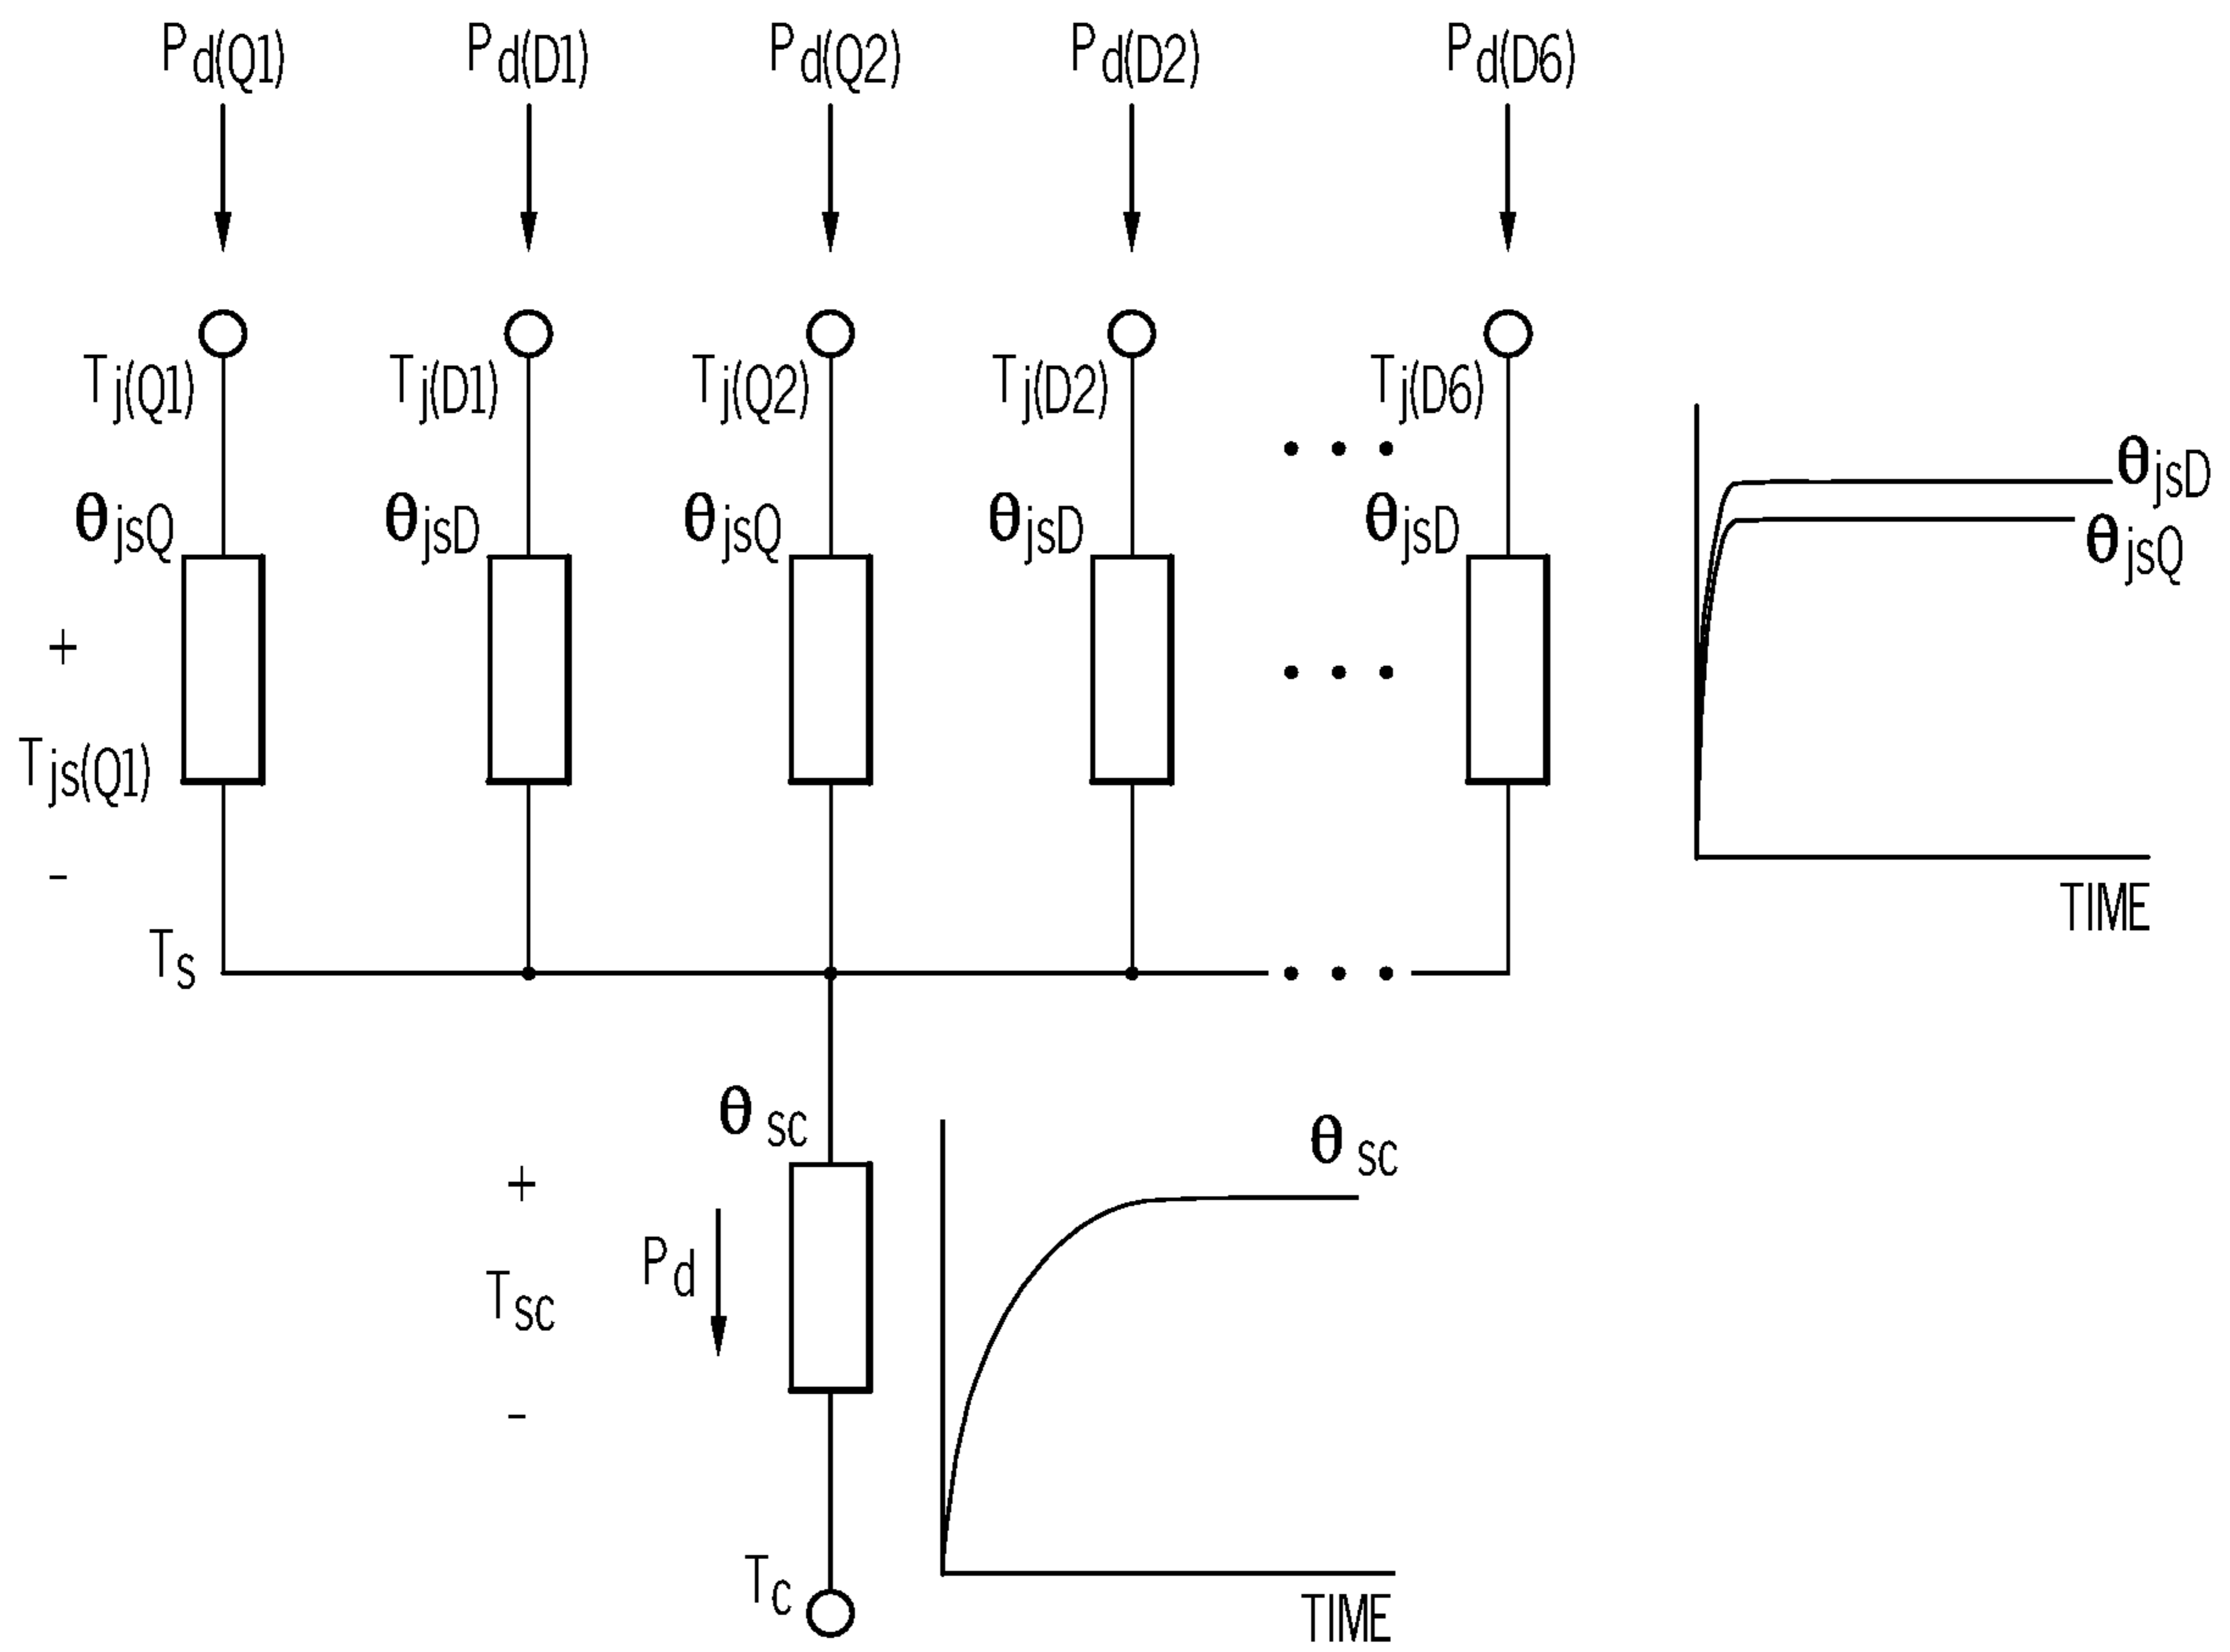 Pd(Q1) Pd(D1) Pd(Q2) Pd(D2) Pd(D6)
Tj(Q1) Tj(D1) Tj(Q2) Tj(D2) Tj(D6)
θjsQ θjsD θjsQ θjsD θjsD
θjsD
θjsQ
+
Tjs(Q1)
-
TIME
Ts
θsc
θsc
+
Pd
Tsc
-
Tc
TIME